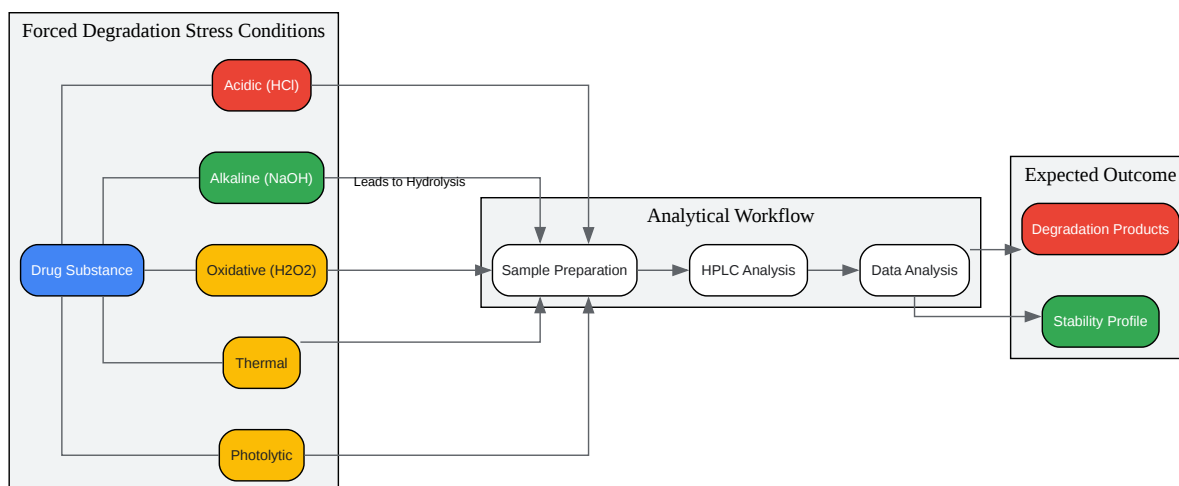 Forced Degradation Stress Conditions
Acidic (HCl)
Alkaline (NaOH)
Leads to Hydrolysis
Drug Substance
Oxidative (H2O2)
Thermal
Photolytic
Analytical Workflow
Sample Preparation
HPLC Analysis
Data Analysis
Expected Outcome
Degradation Products
Stability Profile